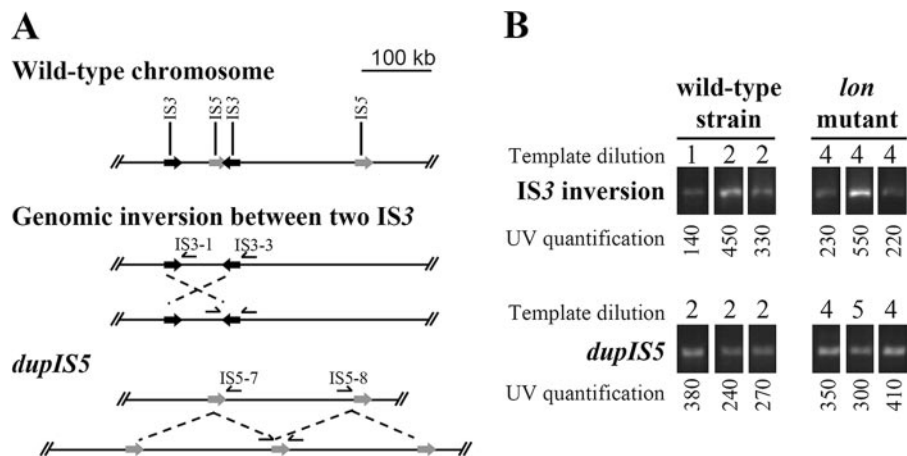 A
Wild-type chromosome
100 kb
IS3
IS5
IS3
IS5
Genomic inversion between two IS3
IS3-1
IS3-3
dupIS5
IS5-7
IS5-8
B
wild-type
strain
lon
mutant
Template dilution 1 2 2 4 4 4
IS3 inversion
UV quantification 140 450 330 230 550 220
Template dilution 2 2 2 4 5 4
dupIS5
UV quantification 380 240 270 350 300 410